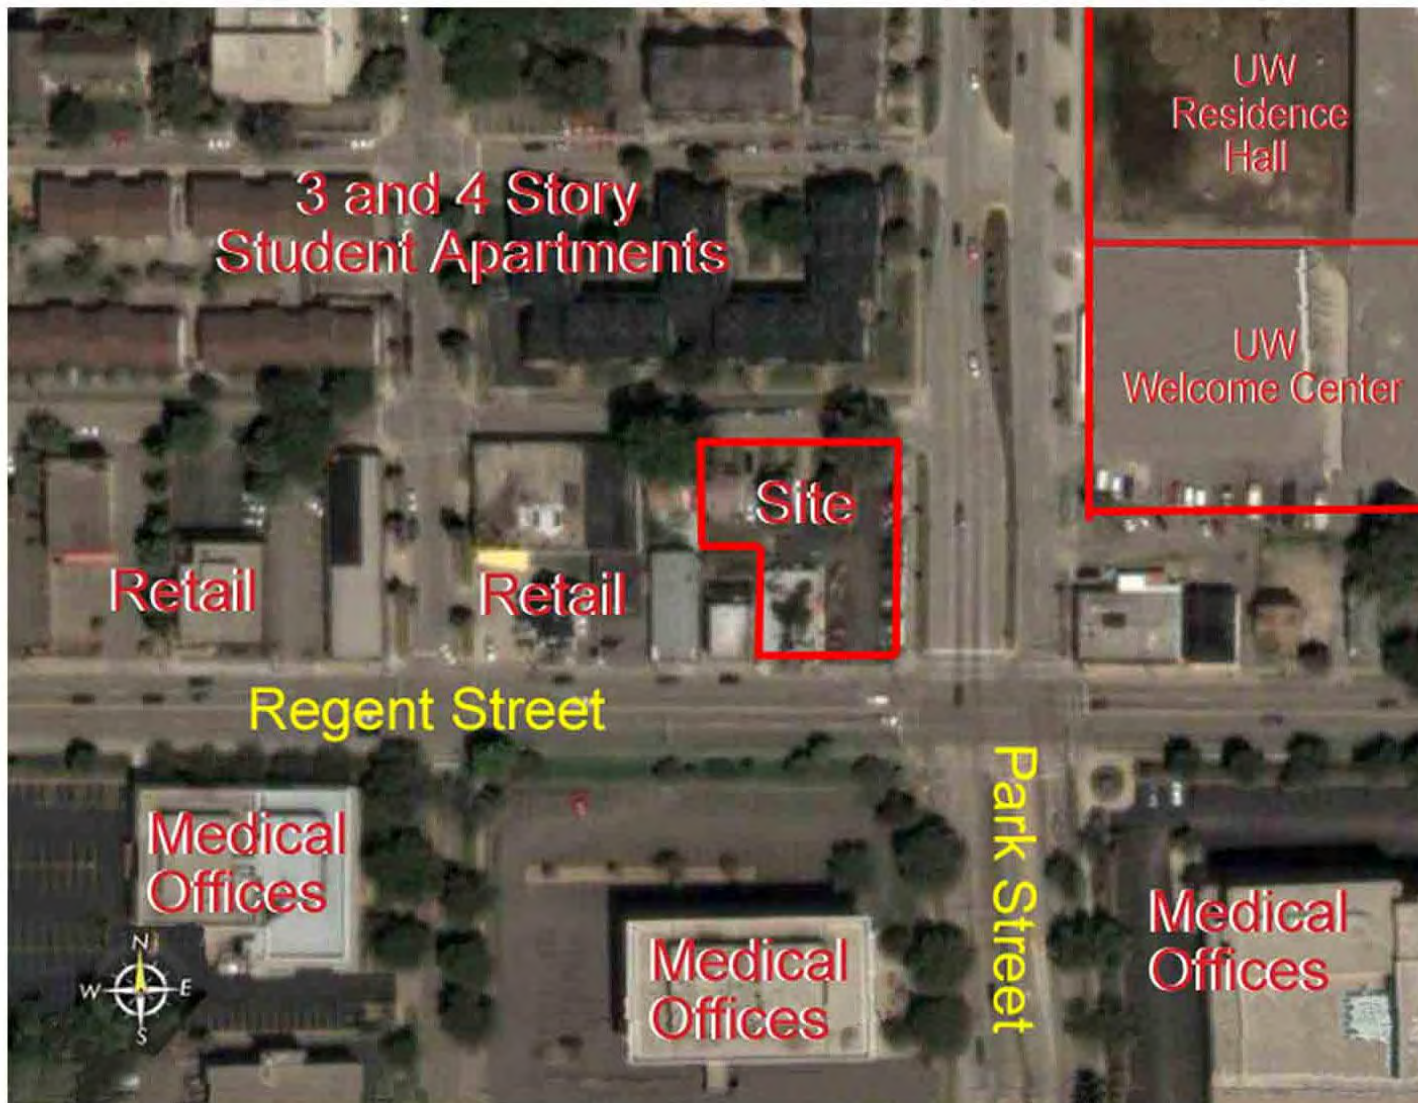 UW
Residence
Hall
3 and 4 Story
Student Apartments
UW
Welcome Center
Site
Retail
Retail
Regent Street
Park Street
Medical
Offices
Medical
Offices
Medical
Offices
N
W
E
S